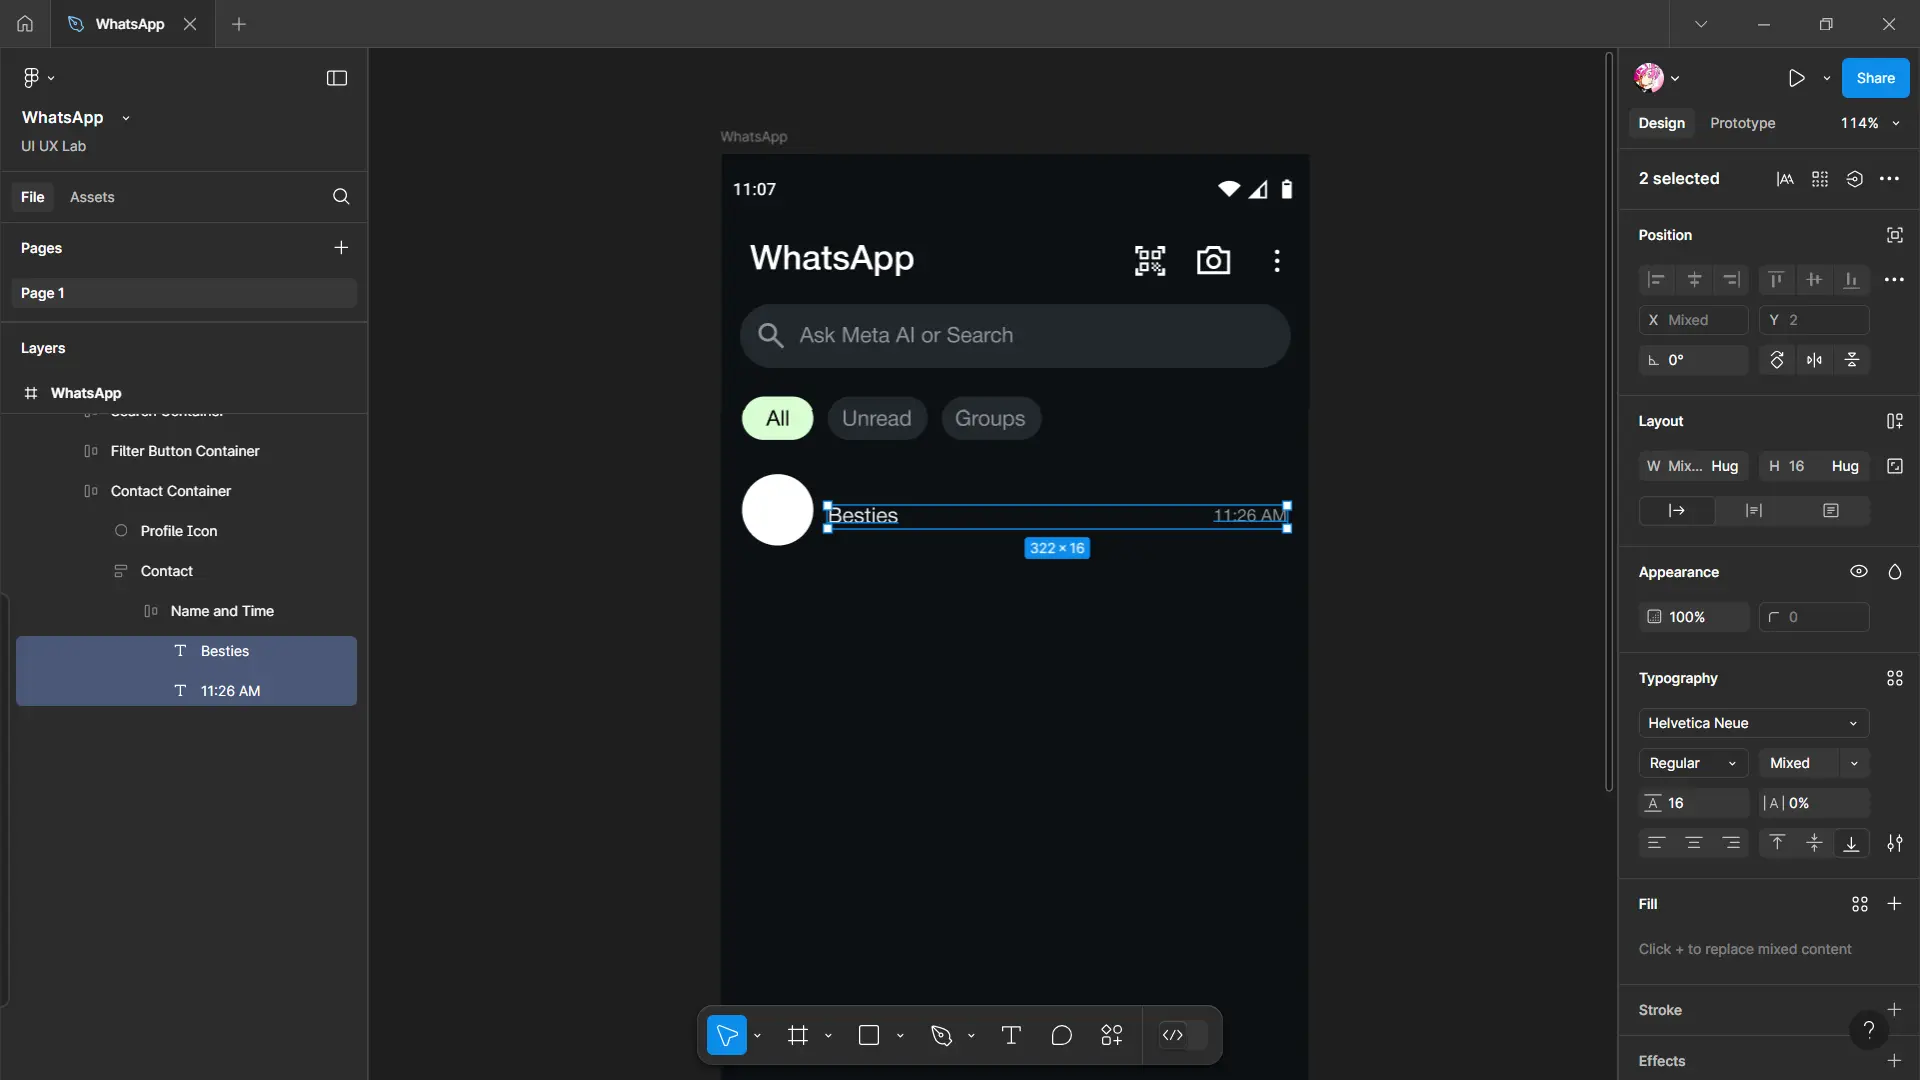 WhatsApp
WhatsApp
UI UX Lab
File Assets
Pages
Page 1
Layers
WhatsApp
Search Container
Filter Button Container
Contact Container
Profile Icon
Contact
Name and Time
Besties
11:26 AM
WhatsApp
11:07
WhatsApp
Ask Meta AI or Search
All Unread Groups
Besties 11:26 AM
322 × 16
Share
Design Prototype 114%
2 selected
Position
X Mixed Y 2
0°
Layout
W Mix... Hug H 16 Hug
Appearance
100% 0
Typography
Helvetica Neue
Regular Mixed
16 0%
Fill
Click + to replace mixed content
Stroke
?
Effects